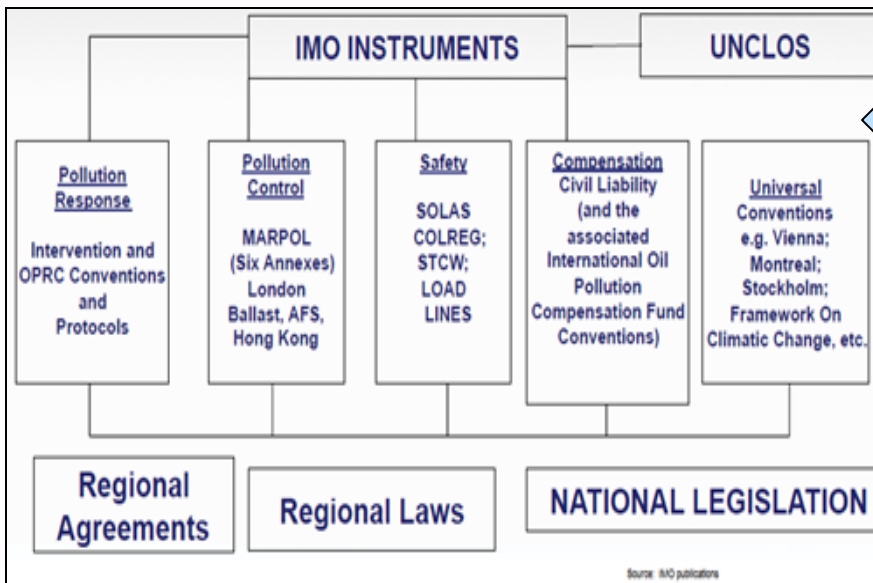 IMO INSTRUMENTS
UNCLOS
Pollution
Response
Intervention and
OPRC Conventions
and
Protocols
Pollution
Control
MARPOL
(Six Annexes)
London
Ballast, AFS,
Hong Kong
Safety
SOLAS
COLREG;
STCW;
LOAD
LINES
Compensation
Civil Liability
(and the
associated
International Oil
Pollution
Compensation Fund
Conventions)
Universal
Conventions
e.g. Vienna;
Montreal;
Stockholm;
Framework On
Climatic Change, etc.
Regional
Agreements
Regional Laws
NATIONAL LEGISLATION
Source: IMO publications